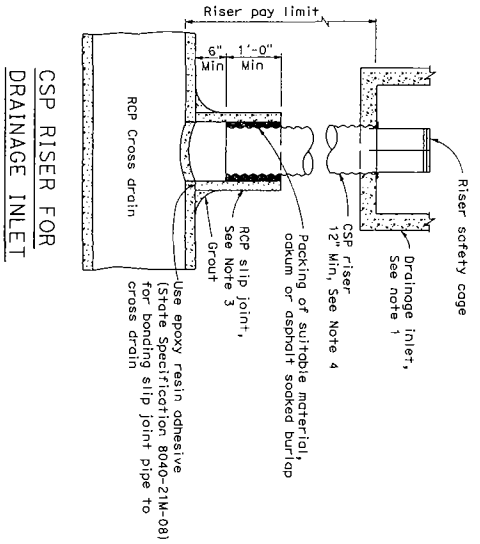 Riser pay limit
6"
Min
1'-0"
Min
Riser safety cage
Drainage inlet,
See note 1
CSP riser
12" Min, See Note 4
Packing of suitable material,
oakum or asphalt soaked burlap
RCP slip joint,
See Note 3
Grout
Use epoxy resin adhesive
(State Specification 8040-21M-08)
for bonding slip joint pipe to
cross drain
RCP Cross drain
CSP RISER FOR
DRAINAGE INLET